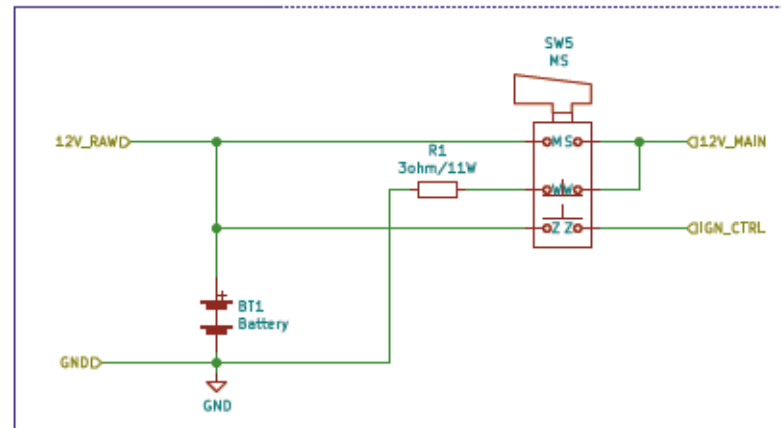 SW5
MS
12V_RAW
M S
12V_MAIN
R1
3ohm/11W
W W
Z Z
IGN_CTRL
+
BT1
Battery
GND
GND